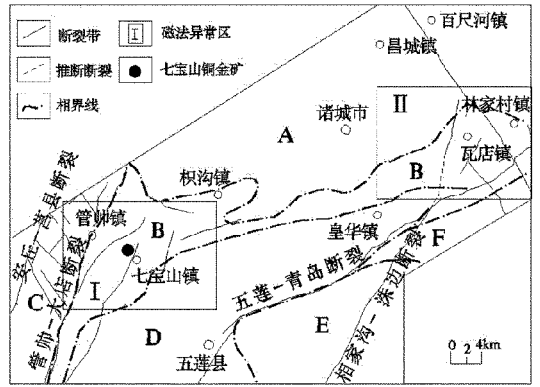 断裂带
I
磁法异常区
推断断裂
七宝山铜金矿
相界线
百尺河镇
昌城镇
诸城市
II
林家村镇
A
瓦店镇
枳沟镇
B
管帅镇
B
皇华镇
F
七宝山镇
I
C
五莲-青岛断裂
安丘-莒县断裂
管帅-大店断裂
D
E
五莲县
相家沟-洙边断裂
0 2 4km